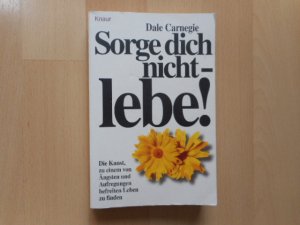 Knaur
Dale Carnegie
Sorge dich
nicht–
lebe!
Die Kunst,
zu einem von
Ängsten und
Aufregungen
befreiten Leben
zu finden